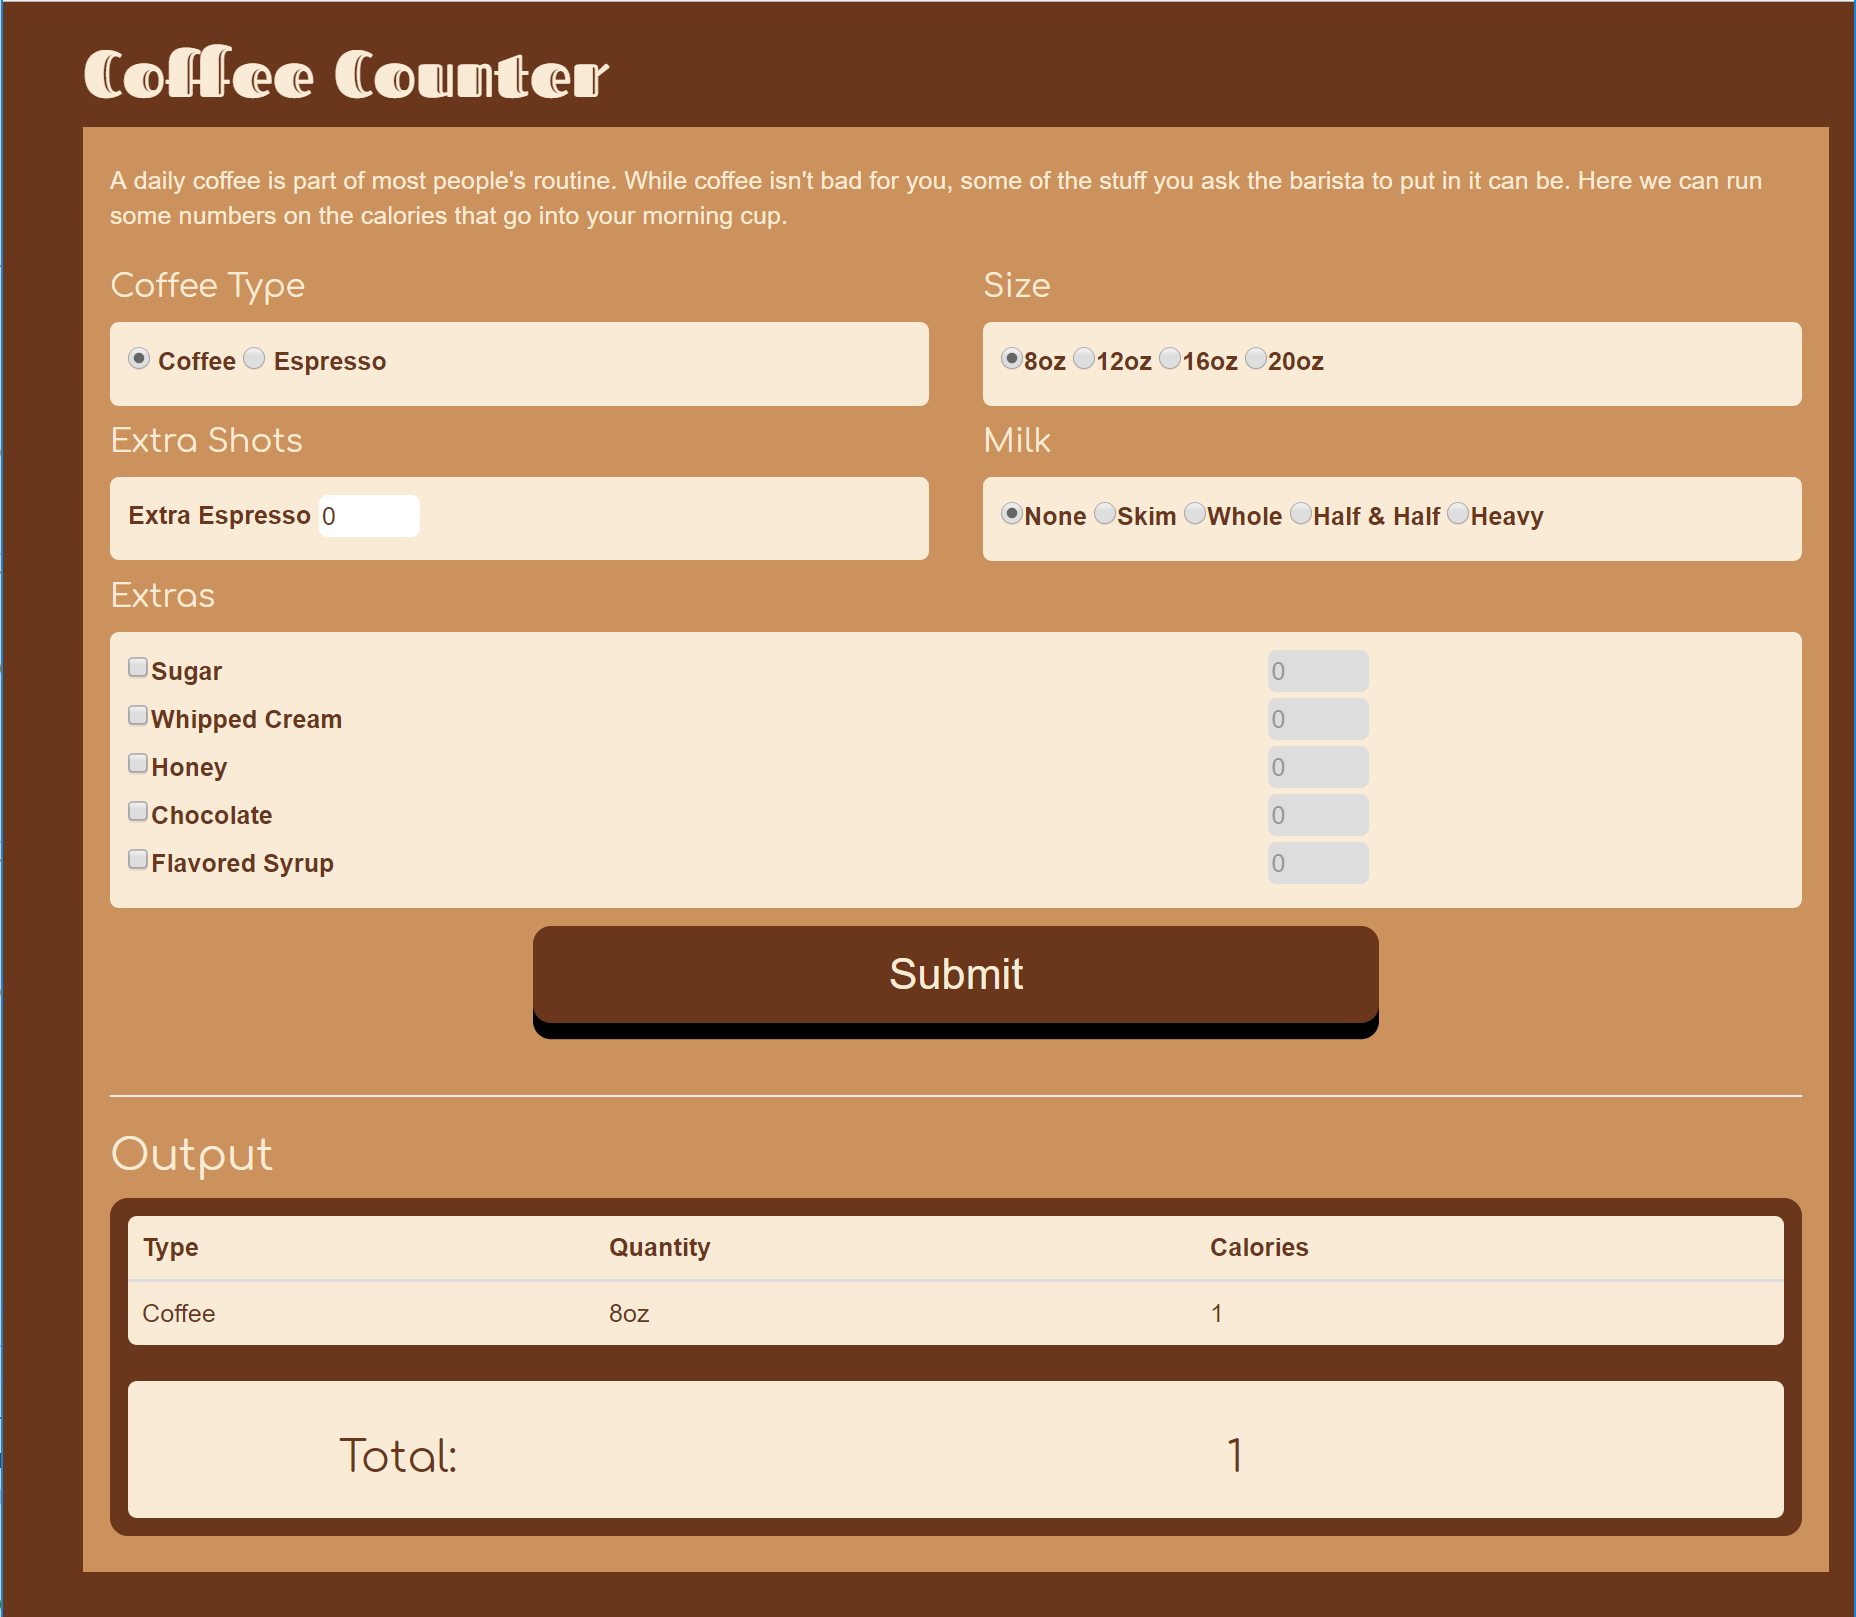 Coffee Counter
A daily coffee is part of most people's routine. While coffee isn't bad for you, some of the stuff you ask the barista to put in it can be. Here we can run
some numbers on the calories that go into your morning cup.
Coffee Type
Size
Coffee Espresso
8oz 12oz 16oz 20oz
Extra Shots
Milk
Extra Espresso 0
None Skim Whole Half & Half Heavy
Extras
Sugar 0
Whipped Cream 0
Honey 0
Chocolate 0
Flavored Syrup 0
Submit
Output
Type Quantity Calories
Coffee 8oz 1
Total: 1